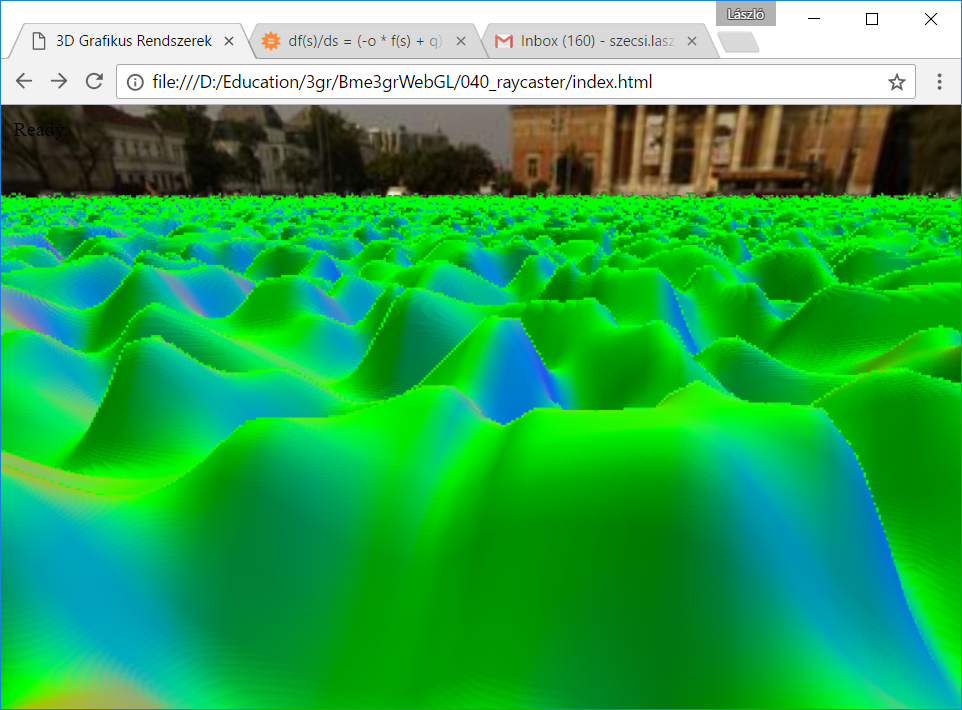 László
3D Grafikus Rendszerek
df(s)/ds = (-o * f(s) + q)
Inbox (160) - szecsi.lasz
file:///D:/Education/3gr/Bme3grWebGL/040_raycaster/index.html
Ready.